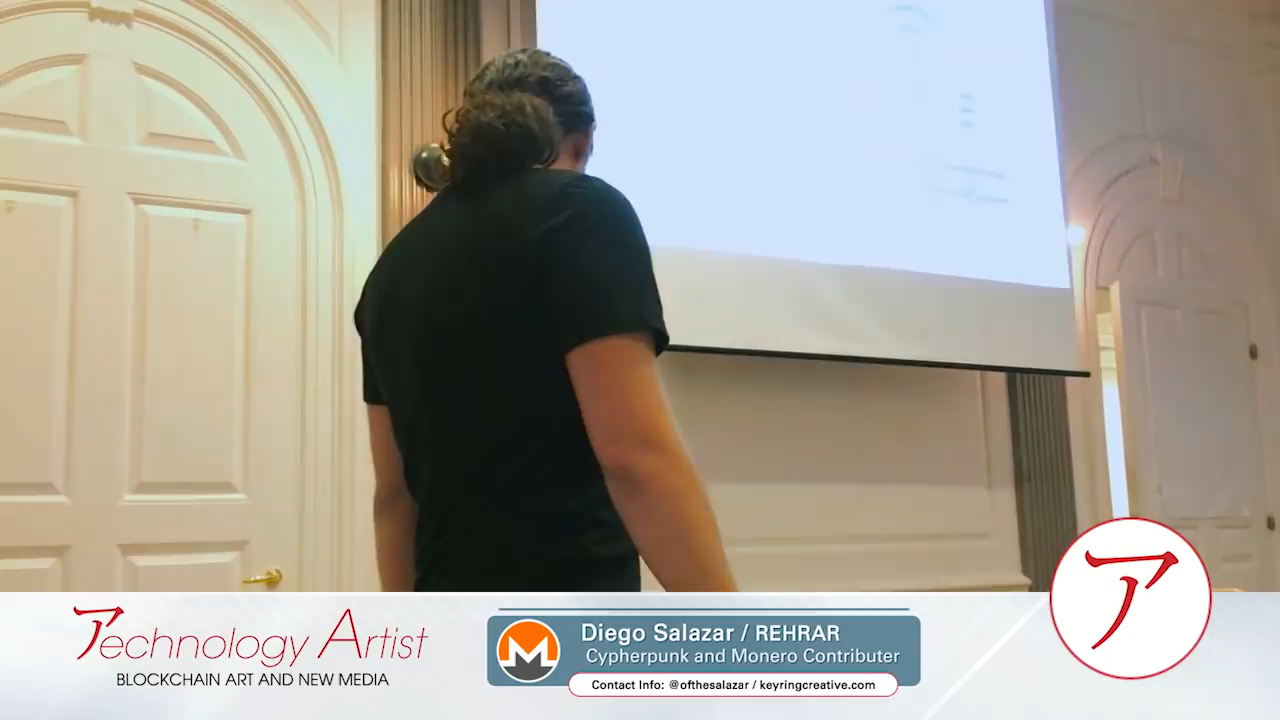 Technology Artist
BLOCKCHAIN ART AND NEW MEDIA
Diego Salazar / REHRAR
Cypherpunk and Monero Contributer
Contact Info: @ofthesalazar / keyringcreative.com
ア